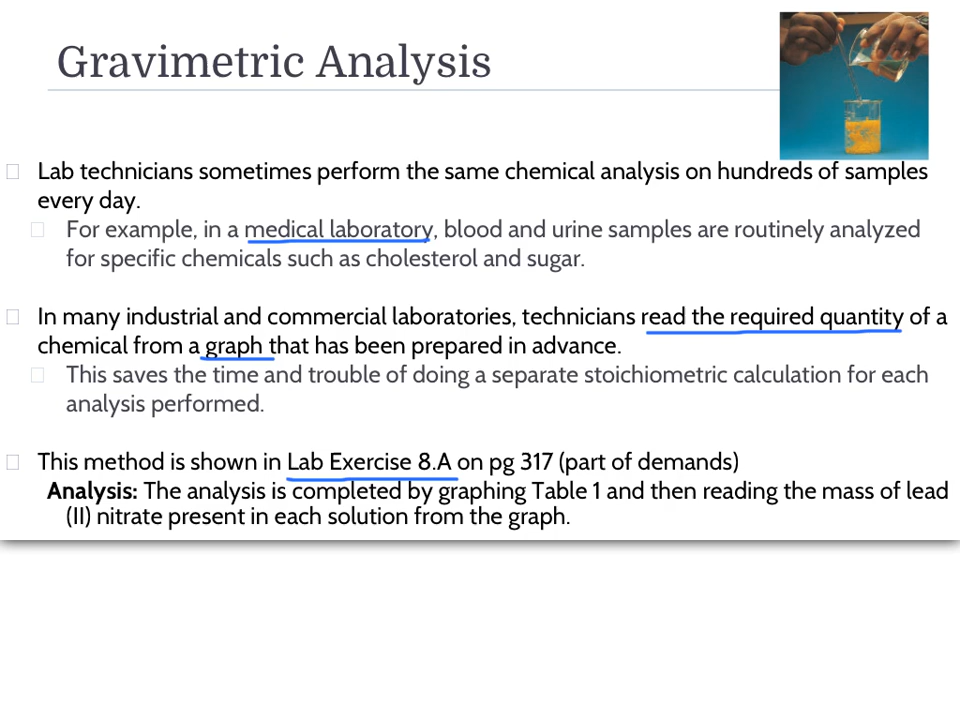 Gravimetric Analysis
Lab technicians sometimes perform the same chemical analysis on hundreds of samples
every day.
For example, in a medical laboratory, blood and urine samples are routinely analyzed
for specific chemicals such as cholesterol and sugar.
In many industrial and commercial laboratories, technicians read the required quantity of a
chemical from a graph that has been prepared in advance.
This saves the time and trouble of doing a separate stoichiometric calculation for each
analysis performed.
This method is shown in Lab Exercise 8.A on pg 317 (part of demands)
Analysis: The analysis is completed by graphing Table 1 and then reading the mass of lead
(II) nitrate present in each solution from the graph.